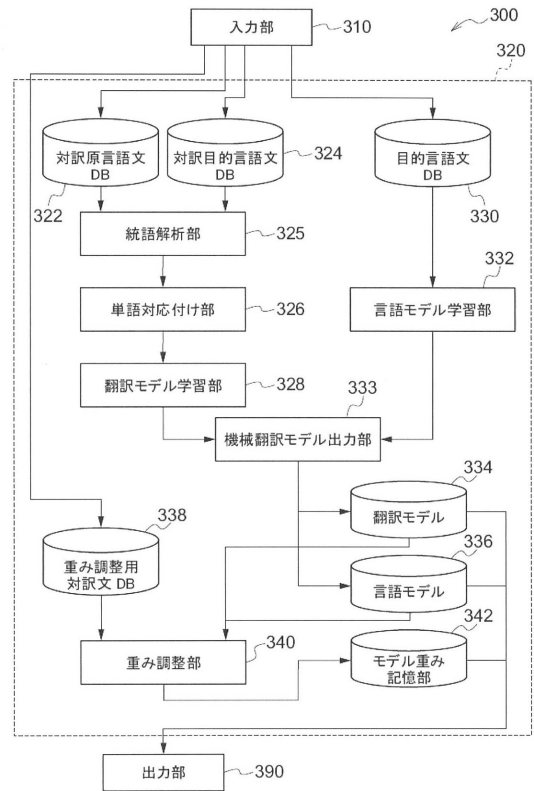 300
入力部 310
320
対訳原言語文
DB
322
対訳目的言語文
DB
324
目的言語文
DB
330
統語解析部 325
332
単語対応付け部 326
言語モデル学習部
翻訳モデル学習部 328
333
機械翻訳モデル出力部
334
翻訳モデル
338
重み調整用
対訳文 DB
336
言語モデル
342
重み調整部 340
モデル重み
記憶部
出力部 390